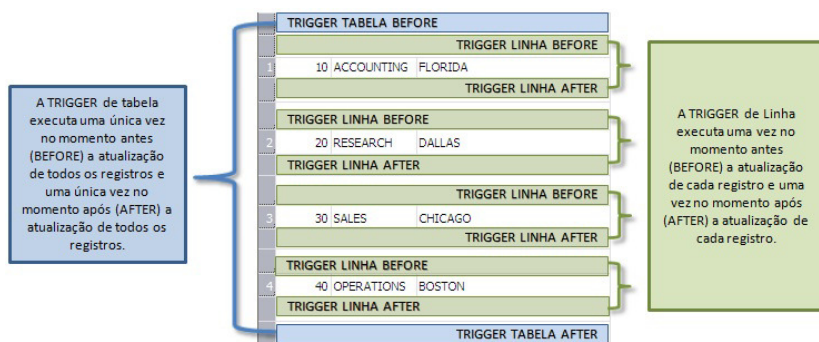 TRIGGER TABELA BEFORE
TRIGGER LINHA BEFORE
1 10 ACCOUNTING FLORIDA
TRIGGER LINHA AFTER
TRIGGER LINHA BEFORE
2 20 RESEARCH DALLAS
TRIGGER LINHA AFTER
TRIGGER LINHA BEFORE
3 30 SALES CHICAGO
TRIGGER LINHA AFTER
TRIGGER LINHA BEFORE
4 40 OPERATIONS BOSTON
TRIGGER LINHA AFTER
TRIGGER TABELA AFTER
A TRIGGER de tabela
executa uma única vez
no momento antes
(BEFORE) a atualização
de todos os registros e
uma única vez no
momento após (AFTER) a
atualização de todos os
registros.
A TRIGGER de Linha
executa uma vez no
momento antes
(BEFORE) a atualização
de cada registro e uma
vez no momento após
(AFTER) a atualização de
cada registro.